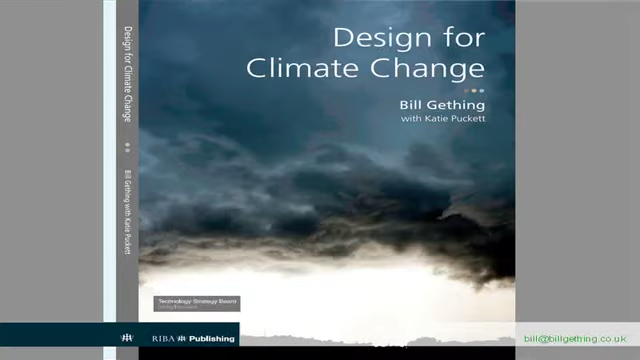 Design for Climate Change
Bill Gething with Katie Puckett
Design for
Climate Change
Bill Gething
with Katie Puckett
Technology Strategy Board
RIBA Publishing
bill@billgething.co.uk